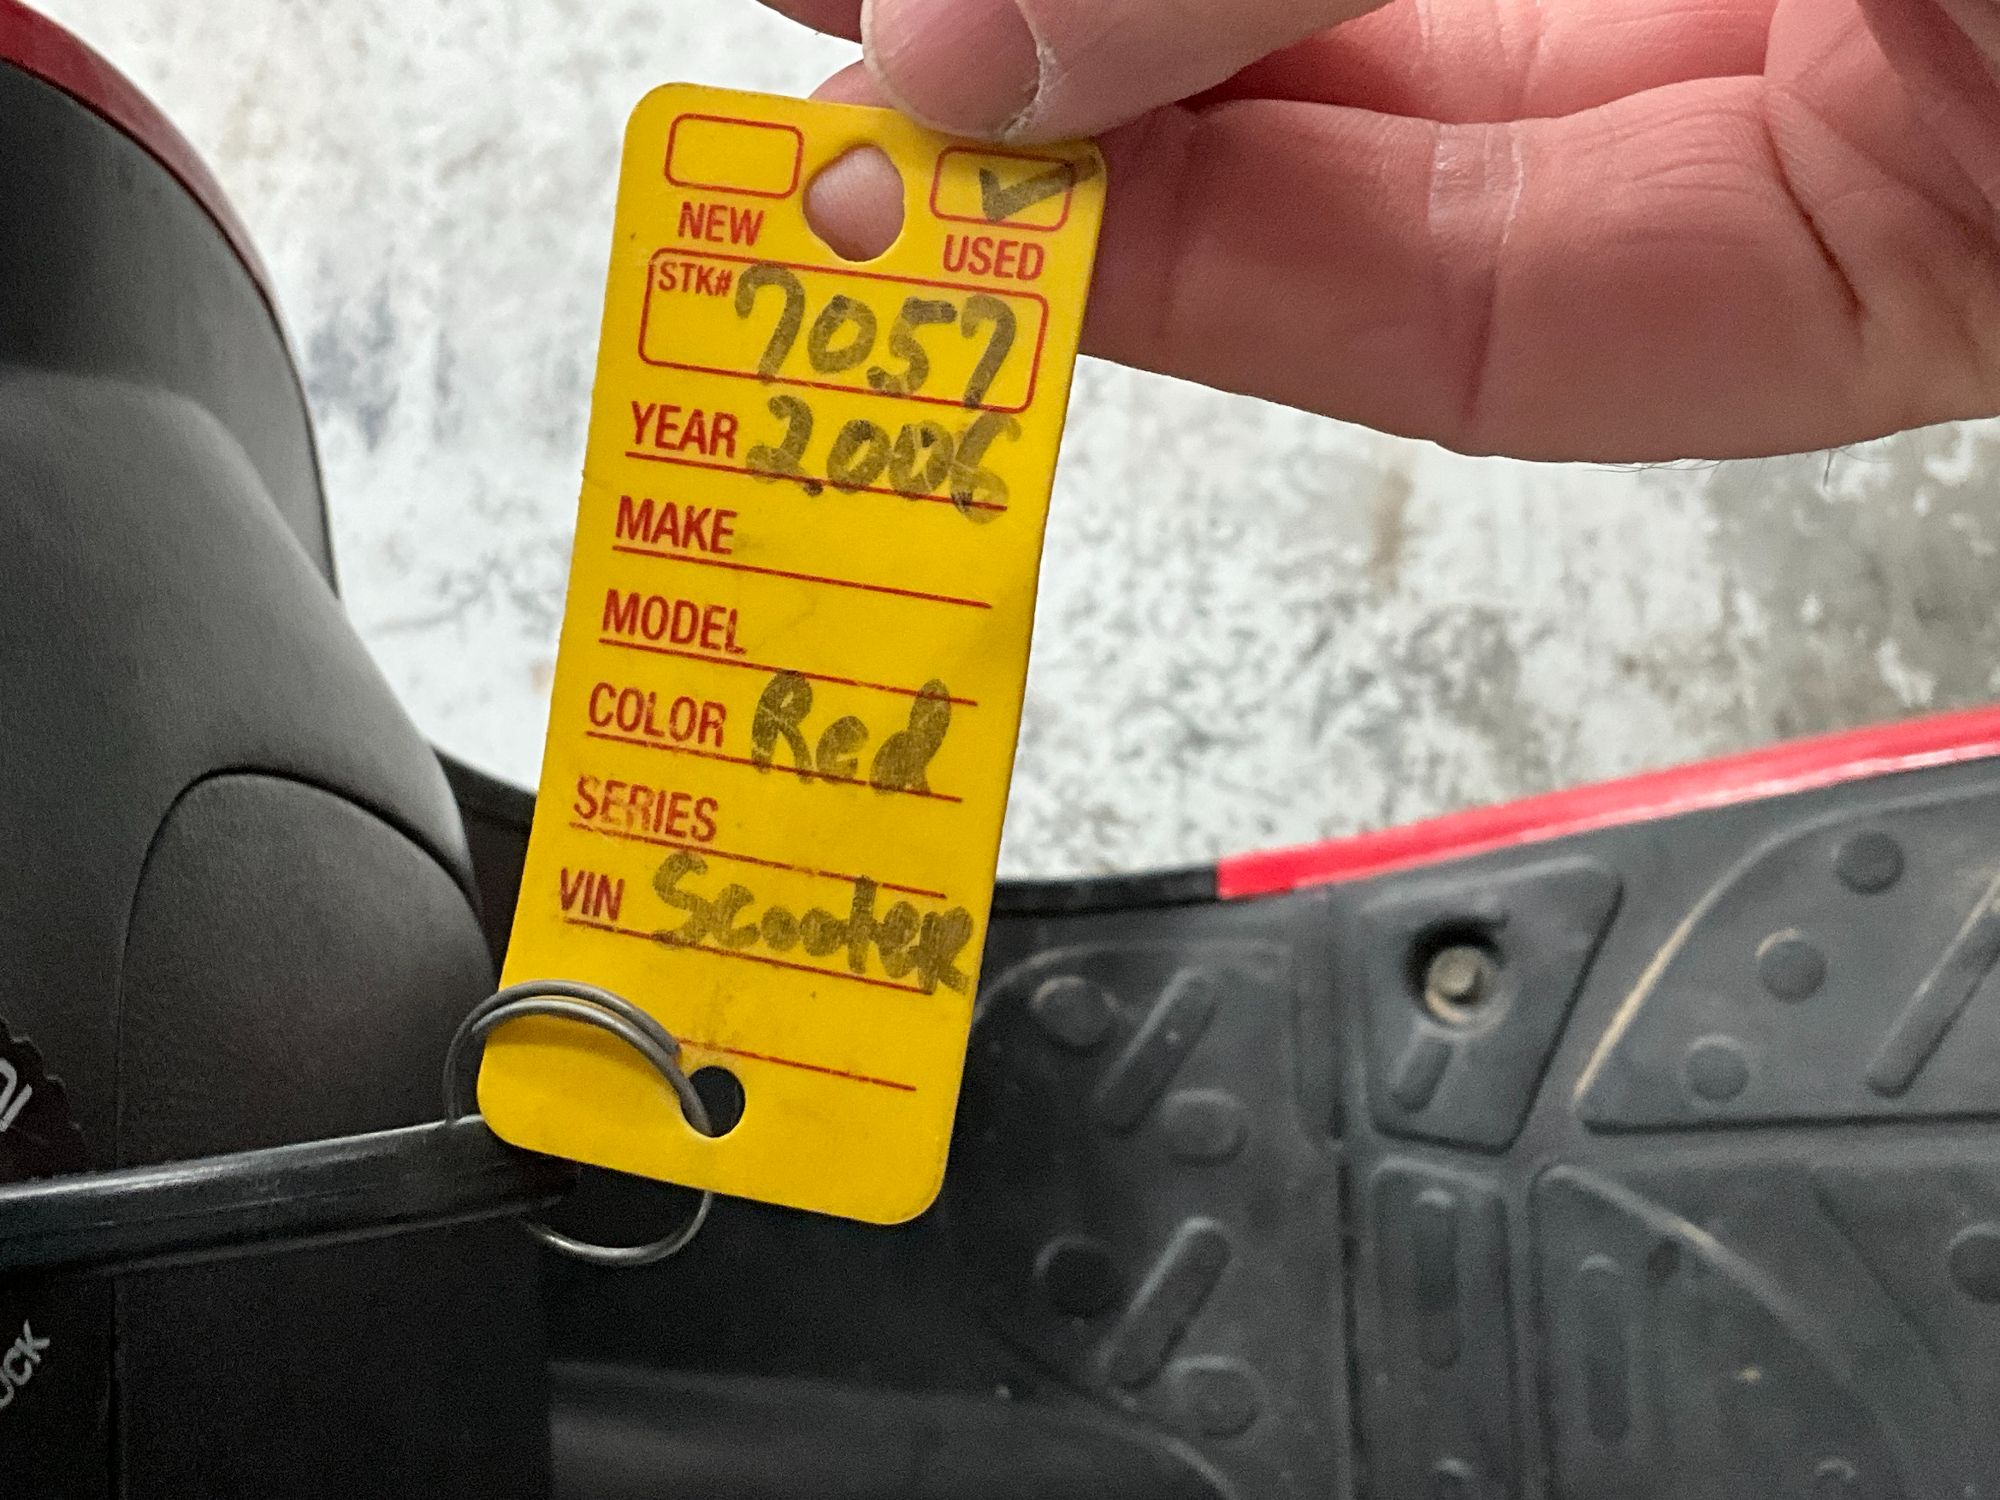 NEW USED
STK# 7057
YEAR 2006
MAKE
MODEL
COLOR Red
SERIES
VIN Scooter